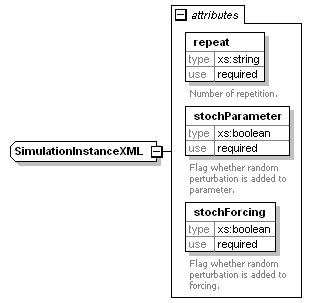 attributes
repeat
type xs:string
use required
Number of repetition.
stochParameter
type xs:boolean
use required
Flag whether random
perturbation is added to
parameter.
SimulationInstanceXML
stochForcing
type xs:boolean
use required
Flag whether random
perturbation is added to
forcing.